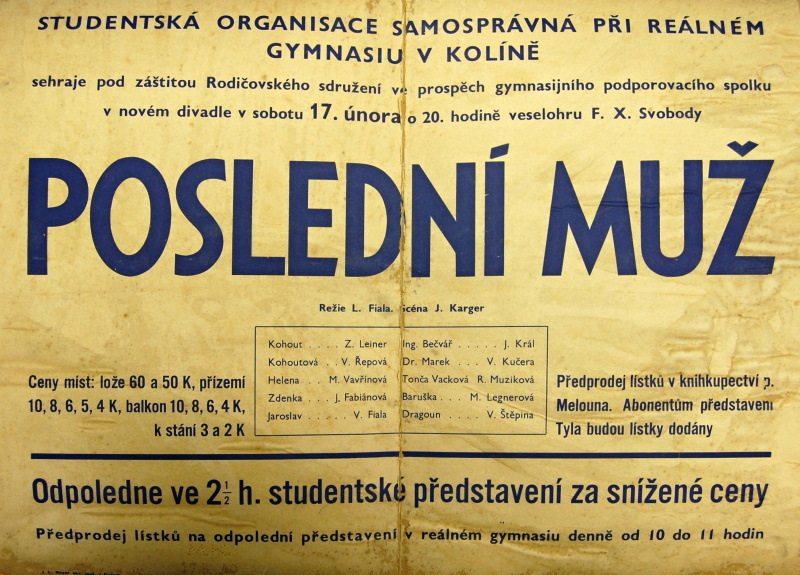 STUDENTSKÁ ORGANISACE SAMOSPRÁVNÁ PŘI REÁLNÉM
GYMNASIU V KOLÍNĚ
sehraje pod záštitou Rodičovského sdružení ve prospěch gymnasijního podporovacího spolku
v novém divadle v sobotu 17. února o 20. hodině veselohru F. X. Svobody
POSLEDNÍ MUŽ
Režie L. Fiala. Scéna J. Karger
Kohout . . . . Z. Leiner
Kohoutová . . V. Řepová
Helena . . . M. Vavřínová
Zdenka . . . J. Fabiánová
Jaroslav . . . . . V. Fiala
Ing. Bečvář . . . . . J. Král
Dr. Marek . . . V. Kučera
Tonča Vacková R. Muziková
Baruška . . . M. Legnerová
Dragoun . . . . V. Štěpina
Ceny míst: lože 60 a 50 K, přízemí
10, 8, 6, 5, 4 K, balkon 10, 8, 6, 4 K,
k stání 3 a 2 K
Předprodej lístků v knihkupectví p.
Melouna. Abonentům představení
Tyla budou lístky dodány
Odpoledne ve 2½ h. studentské představení za snížené ceny
Předprodej lístků na odpolední představení v reálném gymnasiu denně od 10 do 11 hodin